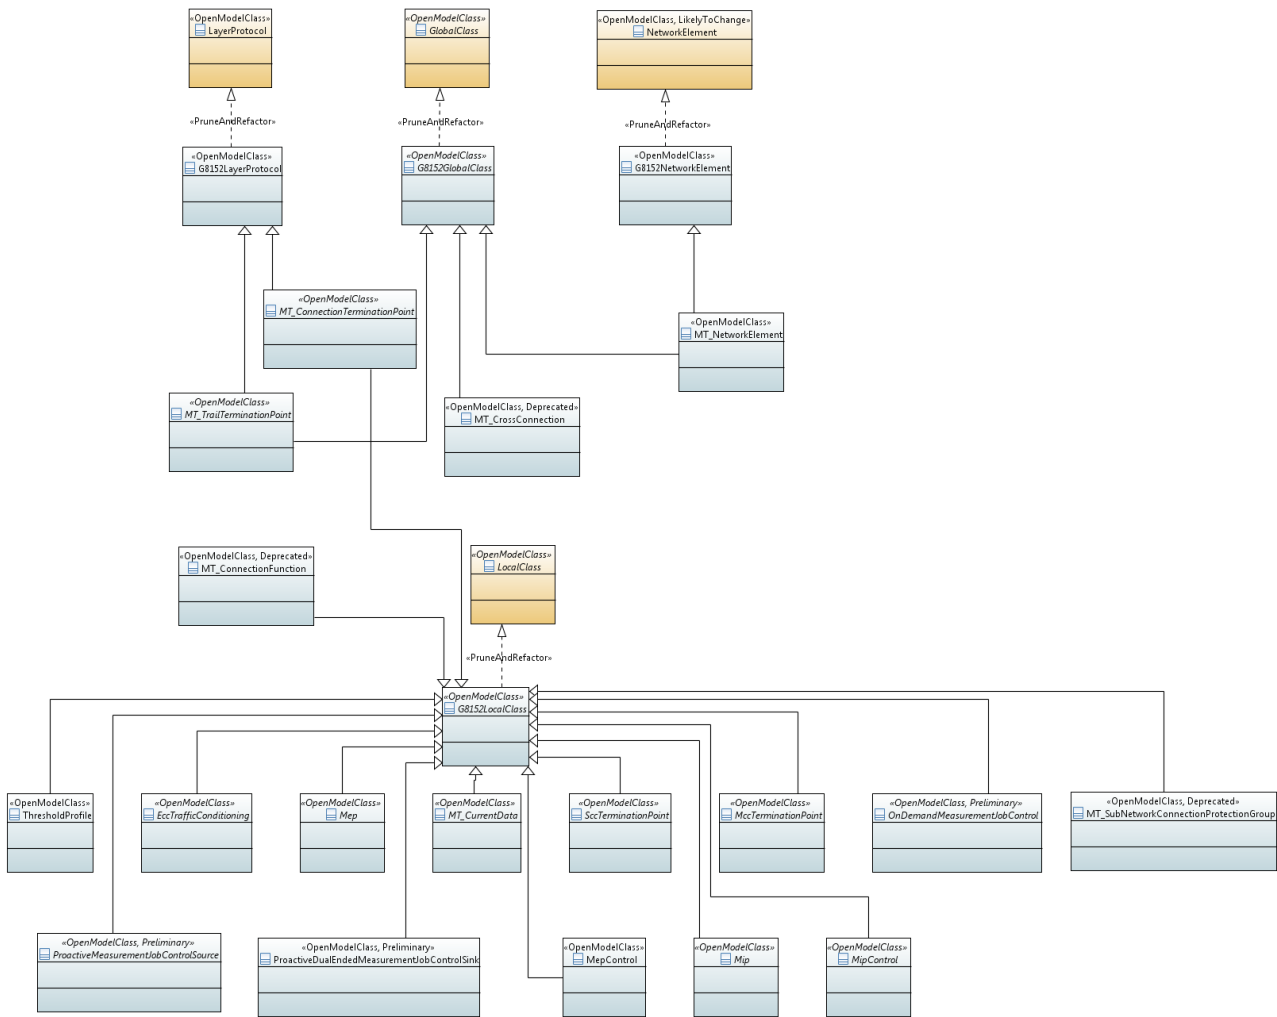 «OpenModelClass»
LayerProtocol
«OpenModelClass»
GlobalClass
«OpenModelClass, LikelyToChange»
NetworkElement
«PruneAndRefactor»
«PruneAndRefactor»
«PruneAndRefactor»
«OpenModelClass»
G8152LayerProtocol
«OpenModelClass»
G8152GlobalClass
«OpenModelClass»
G8152NetworkElement
«OpenModelClass»
MT_ConnectionTerminationPoint
«OpenModelClass»
MT_NetworkElement
«OpenModelClass»
MT_TrailTerminationPoint
«OpenModelClass, Deprecated»
MT_CrossConnection
«OpenModelClass, Deprecated»
MT_ConnectionFunction
«OpenModelClass»
LocalClass
«PruneAndRefactor»
«OpenModelClass»
G8152LocalClass
«OpenModelClass»
ThresholdProfile
«OpenModelClass»
EccTrafficConditioning
«OpenModelClass»
Mep
«OpenModelClass»
MT_CurrentData
«OpenModelClass»
SccTerminationPoint
«OpenModelClass»
MccTerminationPoint
«OpenModelClass, Preliminary»
OnDemandMeasurementJobControl
«OpenModelClass, Deprecated»
MT_SubNetworkConnectionProtectionGroup
«OpenModelClass, Preliminary»
ProactiveMeasurementJobControlSource
«OpenModelClass, Preliminary»
ProactiveDualEndedMeasurementJobControlSink
«OpenModelClass»
MepControl
«OpenModelClass»
Mip
«OpenModelClass»
MipControl